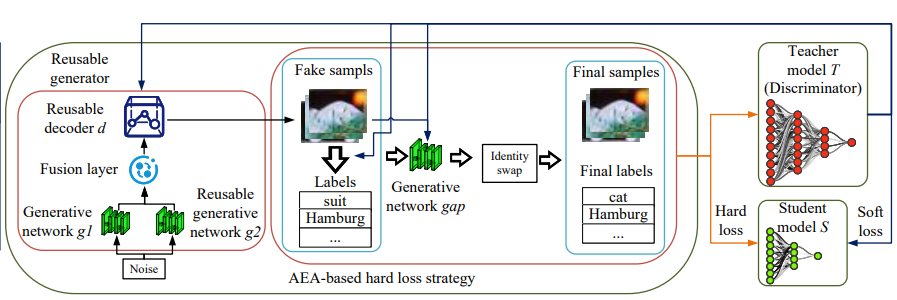 Reusable
generator
Reusable
decoder d
Fusion layer
Generative
network g1
Reusable
generative
network g2
Noise
Fake sampls
Labels
suit
Hamburg
...
Generative
network gap
Identity
swap
Final samples
Final labels
cat
Hamburg
...
AEA-based hard loss strategy
Teacher
model T
(Discriminator)
Hard
loss
Student
model S
Soft
loss